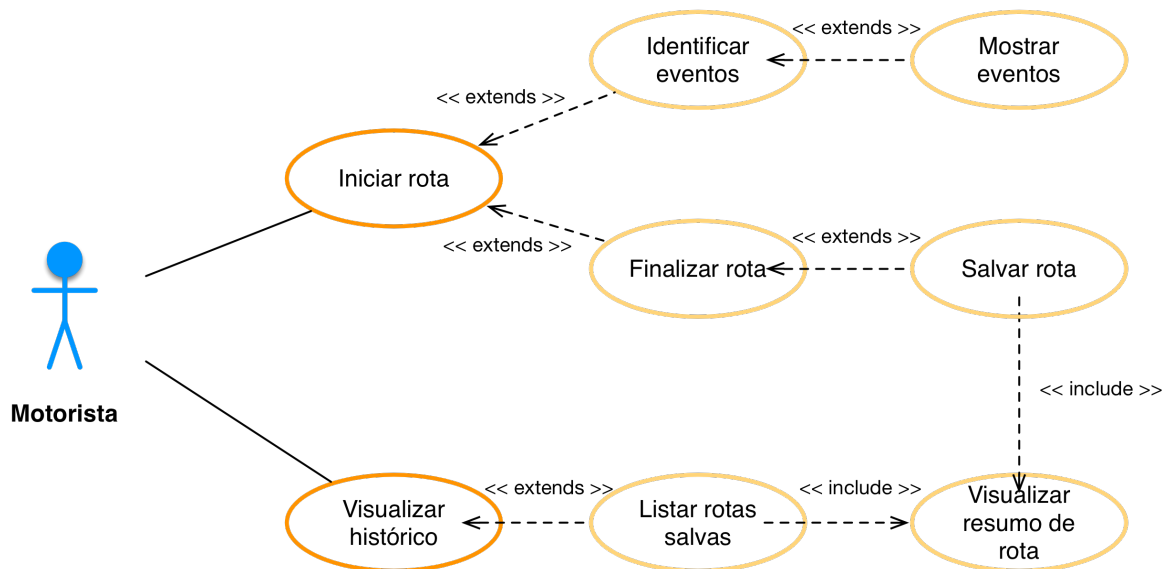 Identificar
eventos
<< extends >>
Mostrar
eventos
<< extends >>
Iniciar rota
<< extends >>
Finalizar rota
<< extends >>
Salvar rota
Motorista
<< include >>
Visualizar
histórico
<< extends >>
Listar rotas
salvas
<< include >>
Visualizar
resumo de
rota